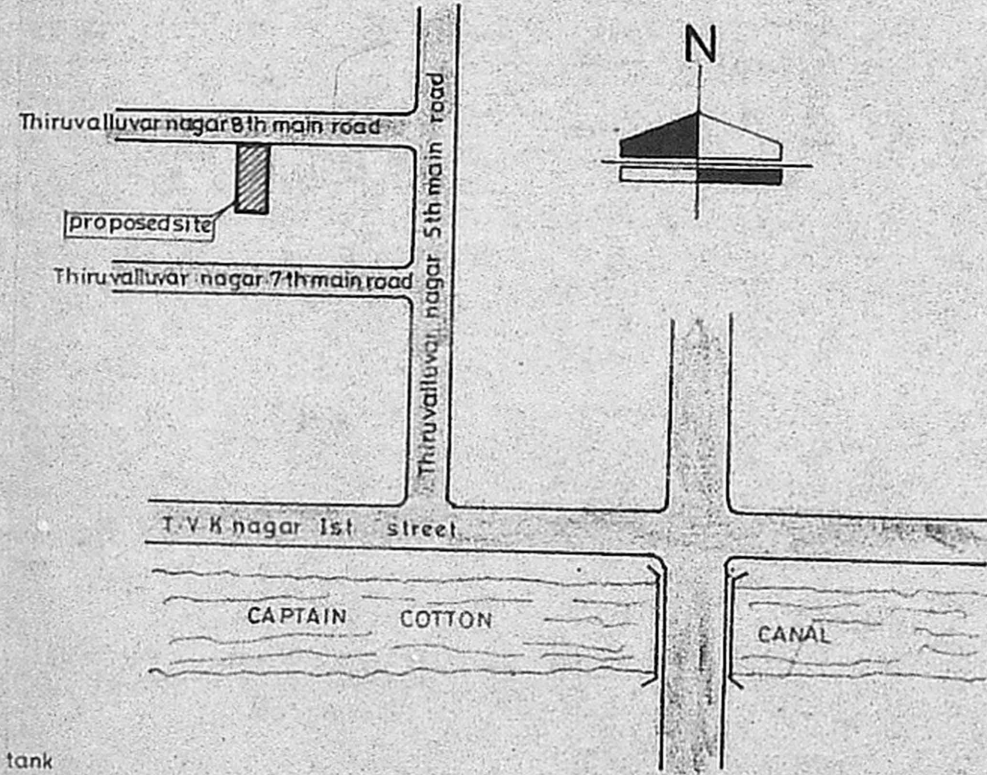 N
Thiruvalluvar nagar 8th main road
proposed site
Thiruvalluvar nagar 7th main road
Thiruvalluvar nagar 5th main road
T V K nagar 1st street
CAPTAIN COTTON CANAL
tank